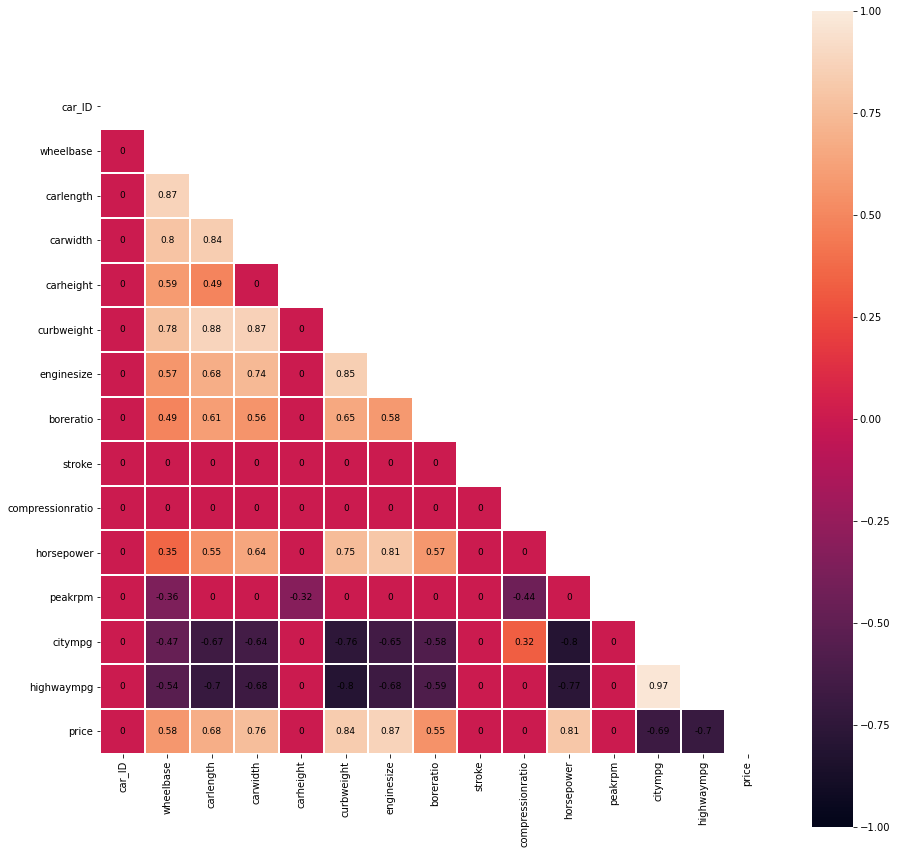 car_ID
wheelbase 0
carlength 0 0.87
carwidth 0 0.8 0.84
carheight 0 0.59 0.49 0
curbweight 0 0.78 0.88 0.87 0
enginesize 0 0.57 0.68 0.74 0 0.85
boreratio 0 0.49 0.61 0.56 0 0.65 0.58
stroke 0 0 0 0 0 0 0 0
compressionratio 0 0 0 0 0 0 0 0 0
horsepower 0 0.35 0.55 0.64 0 0.75 0.81 0.57 0 0
peakrpm 0 -0.36 0 0 -0.32 0 0 0 0 -0.44 0
citympg 0 -0.47 -0.67 -0.64 0 -0.76 -0.65 -0.58 0 0.32 -0.8 0
highwaympg 0 -0.54 -0.7 -0.68 0 -0.8 -0.68 -0.59 0 0 -0.77 0 0.97
price 0 0.58 0.68 0.76 0 0.84 0.87 0.55 0 0 0.81 0 -0.69 -0.7
car_ID
wheelbase
carlength
carwidth
carheight
curbweight
enginesize
boreratio
stroke
compressionratio
horsepower
peakrpm
citympg
highwaympg
price
1.00
0.75
0.50
0.25
0.00
−0.25
−0.50
−0.75
−1.00